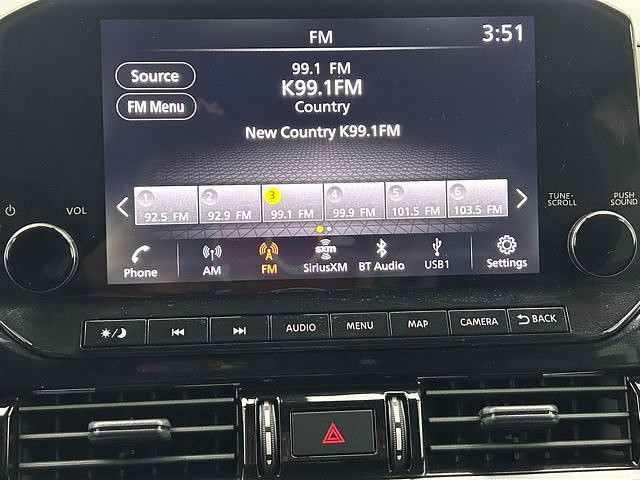 FM 3:51
Source
FM Menu
99.1 FM
K99.1FM
Country
New Country K99.1FM
1 2 3 4 5 6
92.5 FM 92.9 FM 99.1 FM 99.9 FM 101.5 FM 103.5 FM
VOL
TUNE-SCROLL
PUSH SOUND
sxm
Phone AM FM SiriusXM BT Audio USB1 Settings
AUDIO MENU MAP CAMERA BACK